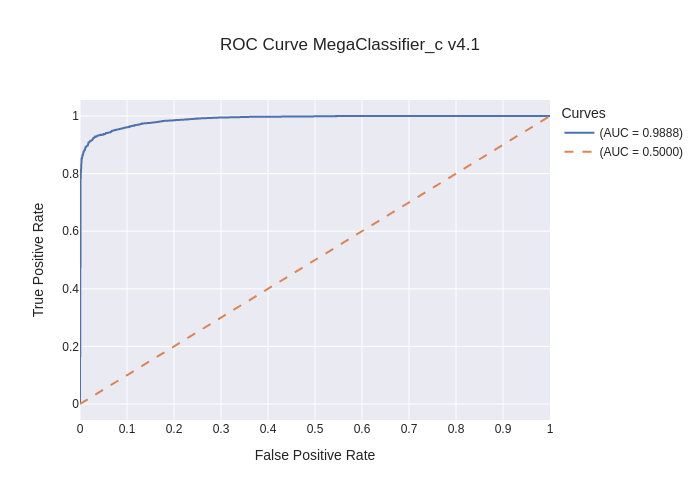 ROC Curve MegaClassifier_c v4.1
Curves
(AUC = 0.9888)
(AUC = 0.5000)
True Positive Rate
1
0.8
0.6
0.4
0.2
0
0 0.1 0.2 0.3 0.4 0.5 0.6 0.7 0.8 0.9 1
False Positive Rate